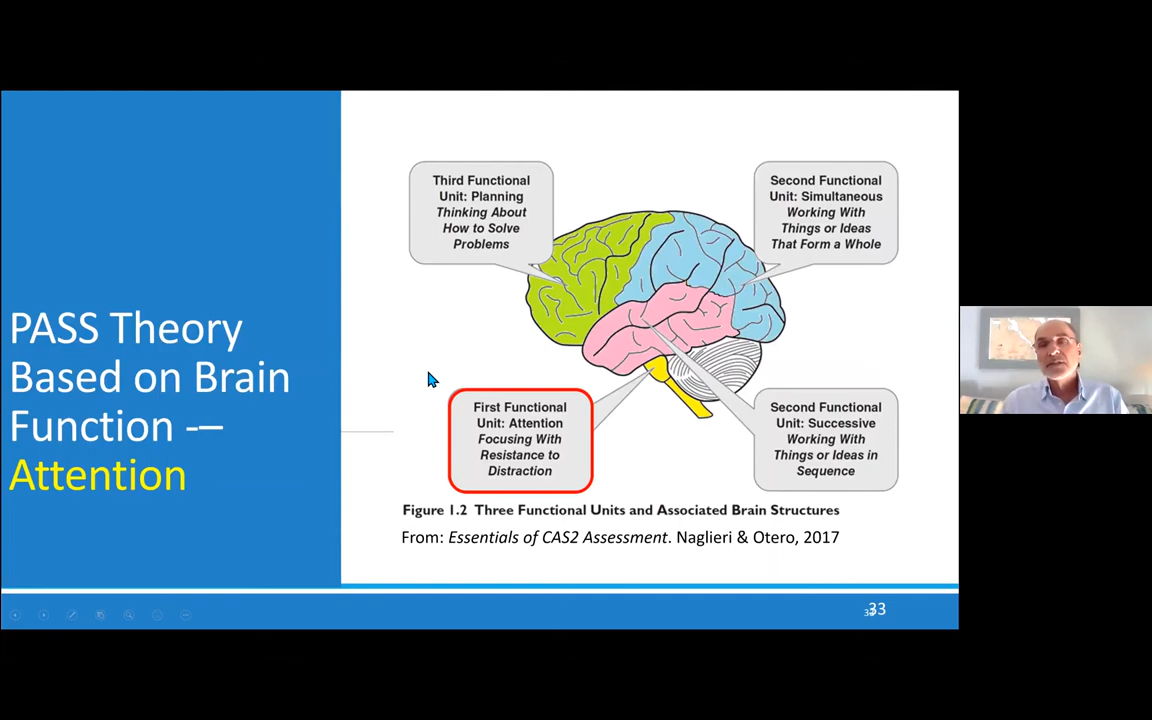 PASS Theory
Based on Brain
Function -–
Attention
Third Functional
Unit: Planning
Thinking About
How to Solve
Problems
Second Functional
Unit: Simultaneous
Working With
Things or Ideas
That Form a Whole
First Functional
Unit: Attention
Focusing With
Resistance to
Distraction
Second Functional
Unit: Successive
Working With
Things or Ideas in
Sequence
Figure 1.2 Three Functional Units and Associated Brain Structures
From: Essentials of CAS2 Assessment. Naglieri & Otero, 2017
33